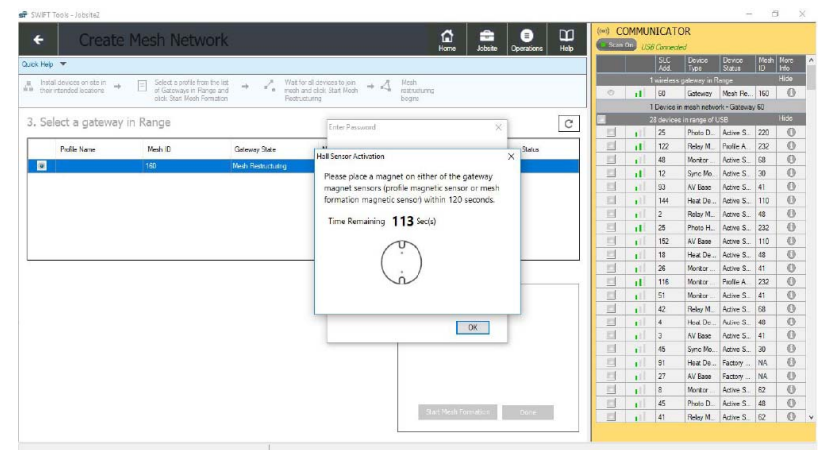 SWIFT Tools - Jobsite2
Create Mesh Network
Home
Jobsite
Operations
Help
Quick Help
Install devices on site in
their intended locations
Select a profile from the list
of Gateways in Range and
click Start Mesh Formation
Wait for all devices to join
mesh and click Start Mesh
Restructuring
Mesh
restructuring
begins
3. Select a gateway in Range
Profile Name
Mesh ID
Gateway State
Status
160
Mesh Restructuring
Enter Password
Hall Sensor Activation
Please place a magnet on either of the gateway
magnet sensors (profile magnetic sensor or mesh
formation magnetic sensor) within 120 seconds.
Time Remaining 113 Sec(s)
OK
Start Mesh Formation
Done
COMMUNICATOR
Scan On
USB Connected
SLC Add.
Device Type
Device Status
Mesh ID
More Info
1 wireless gateway in Range
Hide
60 Gateway Mesh Re... 160
1 Device in mesh network - Gateway 60
28 devices in range of USB
Hide
25 Photo D... Active S... 220
122 Relay M... Profile A... 232
48 Monitor ... Active S... 68
12 Sync Mo... Active S... 30
93 AV Base Active S... 41
144 Heat De... Active S... 110
2 Relay M... Active S... 48
25 Photo H... Active S... 232
152 AV Base Active S... 110
18 Heat De... Active S... 48
26 Monitor ... Active S... 41
116 Monitor ... Profile A... 232
51 Monitor ... Active S... 41
42 Relay M... Active S... 68
4 Heat De... Active S... 48
3 AV Base Active S... 41
45 Sync Mo... Active S... 30
91 Heat De... Factory ... NA
27 AV Base Factory ... NA
8 Monitor ... Active S... 62
45 Photo D... Active S... 48
41 Relay M... Active S... 62